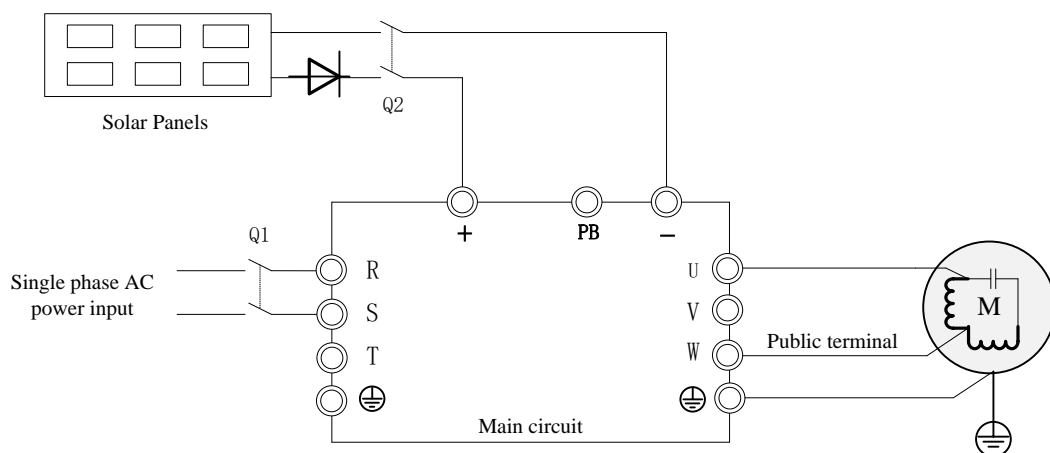 Solar Panels
Q2
+
PB
−
Q1
Single phase AC
power input
R
S
T
U
V
W
Public terminal
M
Main circuit